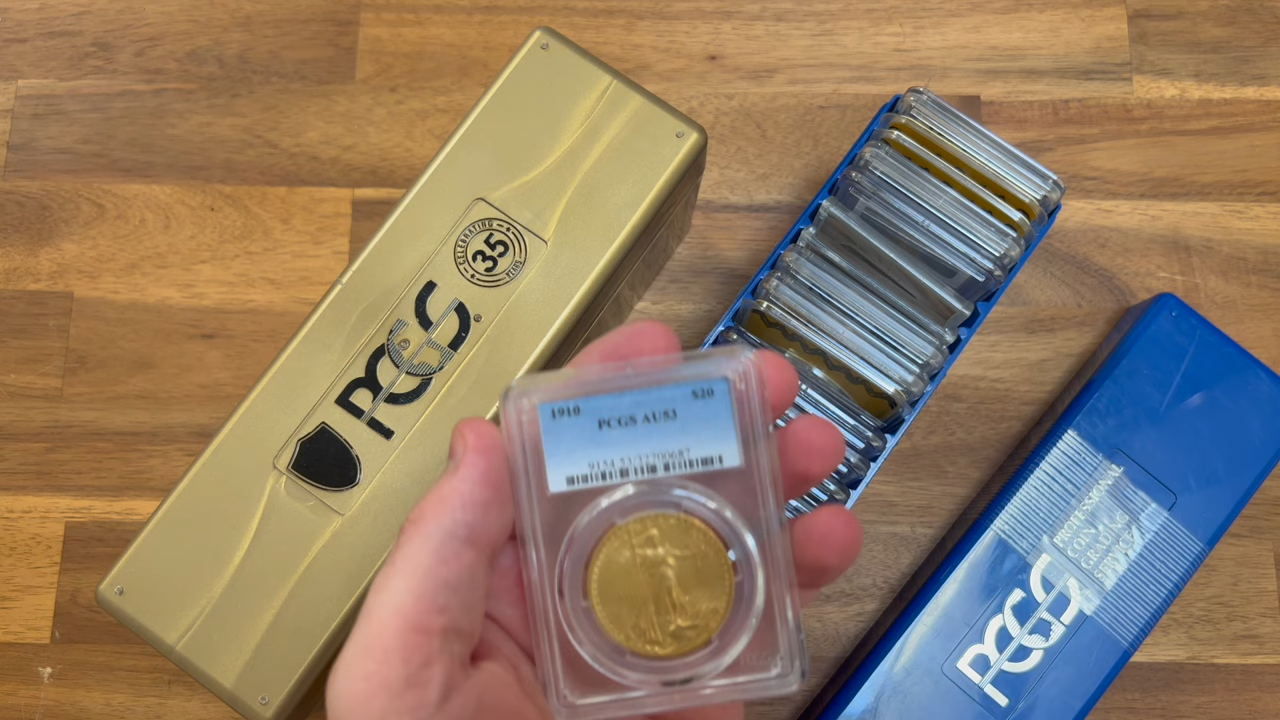 CELEBRATING
35
YEARS
PCGS
1910 $20
PCGS AU53
PROFESSIONAL
COIN
GRADING
SERVICE
PCGS